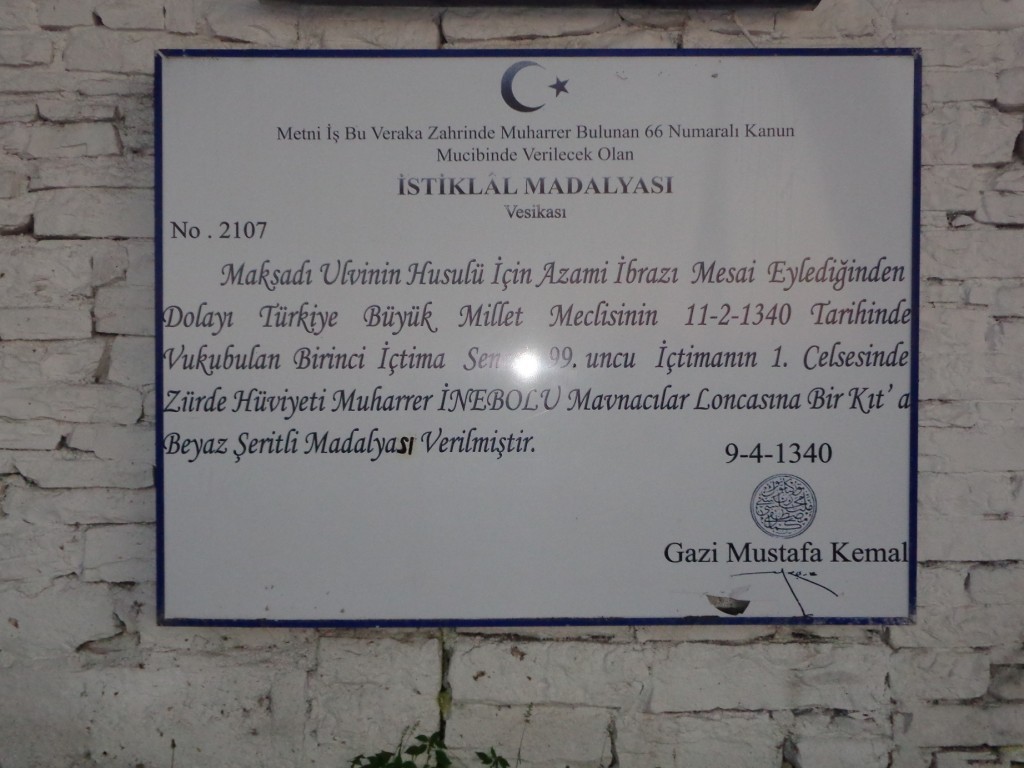 Metni İş Bu Veraka Zahrinde Muharrer Bulunan 66 Numaralı Kanun
Mucibinde Verilecek Olan
İSTİKLÂL MADALYASI
Vesikası
No . 2107
Makşadı Ulvinin Husulü İçin Azami İbrazı Mesai Eylediğinden
Dolayı Türkiye Büyük Millet Meclisinin 11-2-1340 Tarihinde
Vukubulan Birinci İçtima 99. uncu İçtimanın 1. Celsesinde
Zürde Hüviyeti Muharrer İNEBOLU Mavnacılar Loncasına Bir Kıt' a
Beyaz Şeritli Madalyası Verilmiştir.
9-4-1340
Gazi Mustafa Kemal